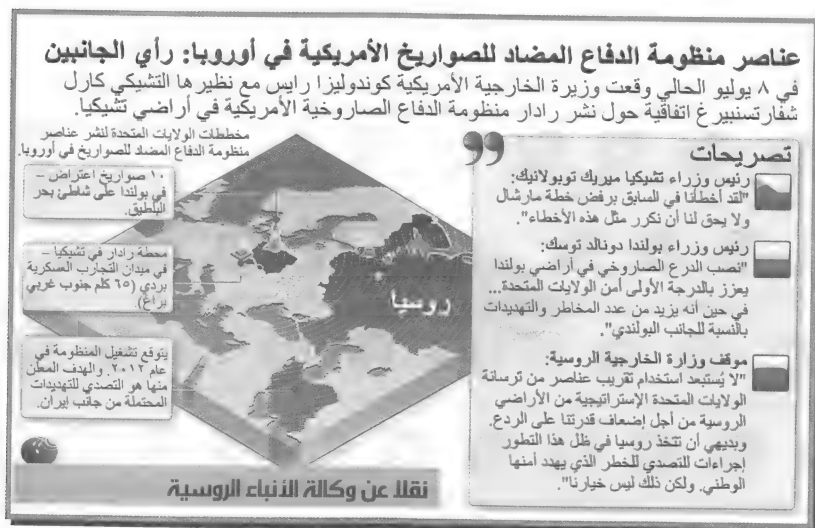 عناصر منظومة الدفاع المضاد للصواريخ الأمريكية في أوروبا: رأي الجانبين
في ٨ يوليو الحالي وقعت وزيرة الخارجية الأمريكية كوندوليزا رايس مع نظيرها التشيكي كارل
شفارتسنبيرغ اتفاقية حول نشر رادار منظومة الدفاع الصاروخية الأمريكية في أراضي تشيكيا.
تصريحات
رئيس وزراء تشيكيا ميريك توبولانيك:
"لقد أخطأنا في السابق برفض خطة مارشال
ولا يحق لنا أن نكرر مثل هذه الأخطاء".
رئيس وزراء بولندا دونالد توسك:
"نصب الدرع الصاروخي في أراضي بولندا
يعزز بالدرجة الأولى أمن الولايات المتحدة...
في حين أنه يزيد من عدد المخاطر والتهديدات
بالنسبة للجانب البولندي".
موقف وزارة الخارجية الروسية:
"لا يُستبعد استخدام تقريب عناصر من ترسانة
الولايات المتحدة الإستراتيجية من الأراضي
الروسية من أجل إضعاف قدرتنا على الردع.
وبديهي أن تتخذ روسيا في ظل هذا التطور
إجراءات للتصدي للخطر الذي يهدد أمنها
الوطني. ولكن ذلك ليس خيارنا".
مخططات الولايات المتحدة لنشر عناصر
منظومة الدفاع المضاد للصواريخ في أوروبا.
١٠ صواريخ اعتراض –
في بولندا على شاطئ بحر
البلطيق.
محطة رادار في تشيكيا –
في ميدان التجارب العسكرية
بردي (٦٥ كلم جنوب غربي
براغ).
يتوقع تشغيل المنظومة في
عام ٢٠١٢. والهدف المعلن
منها هو التصدي للتهديدات
المحتملة من جانب إيران.
روسيا
نقلا عن وكالة الأنباء الروسية